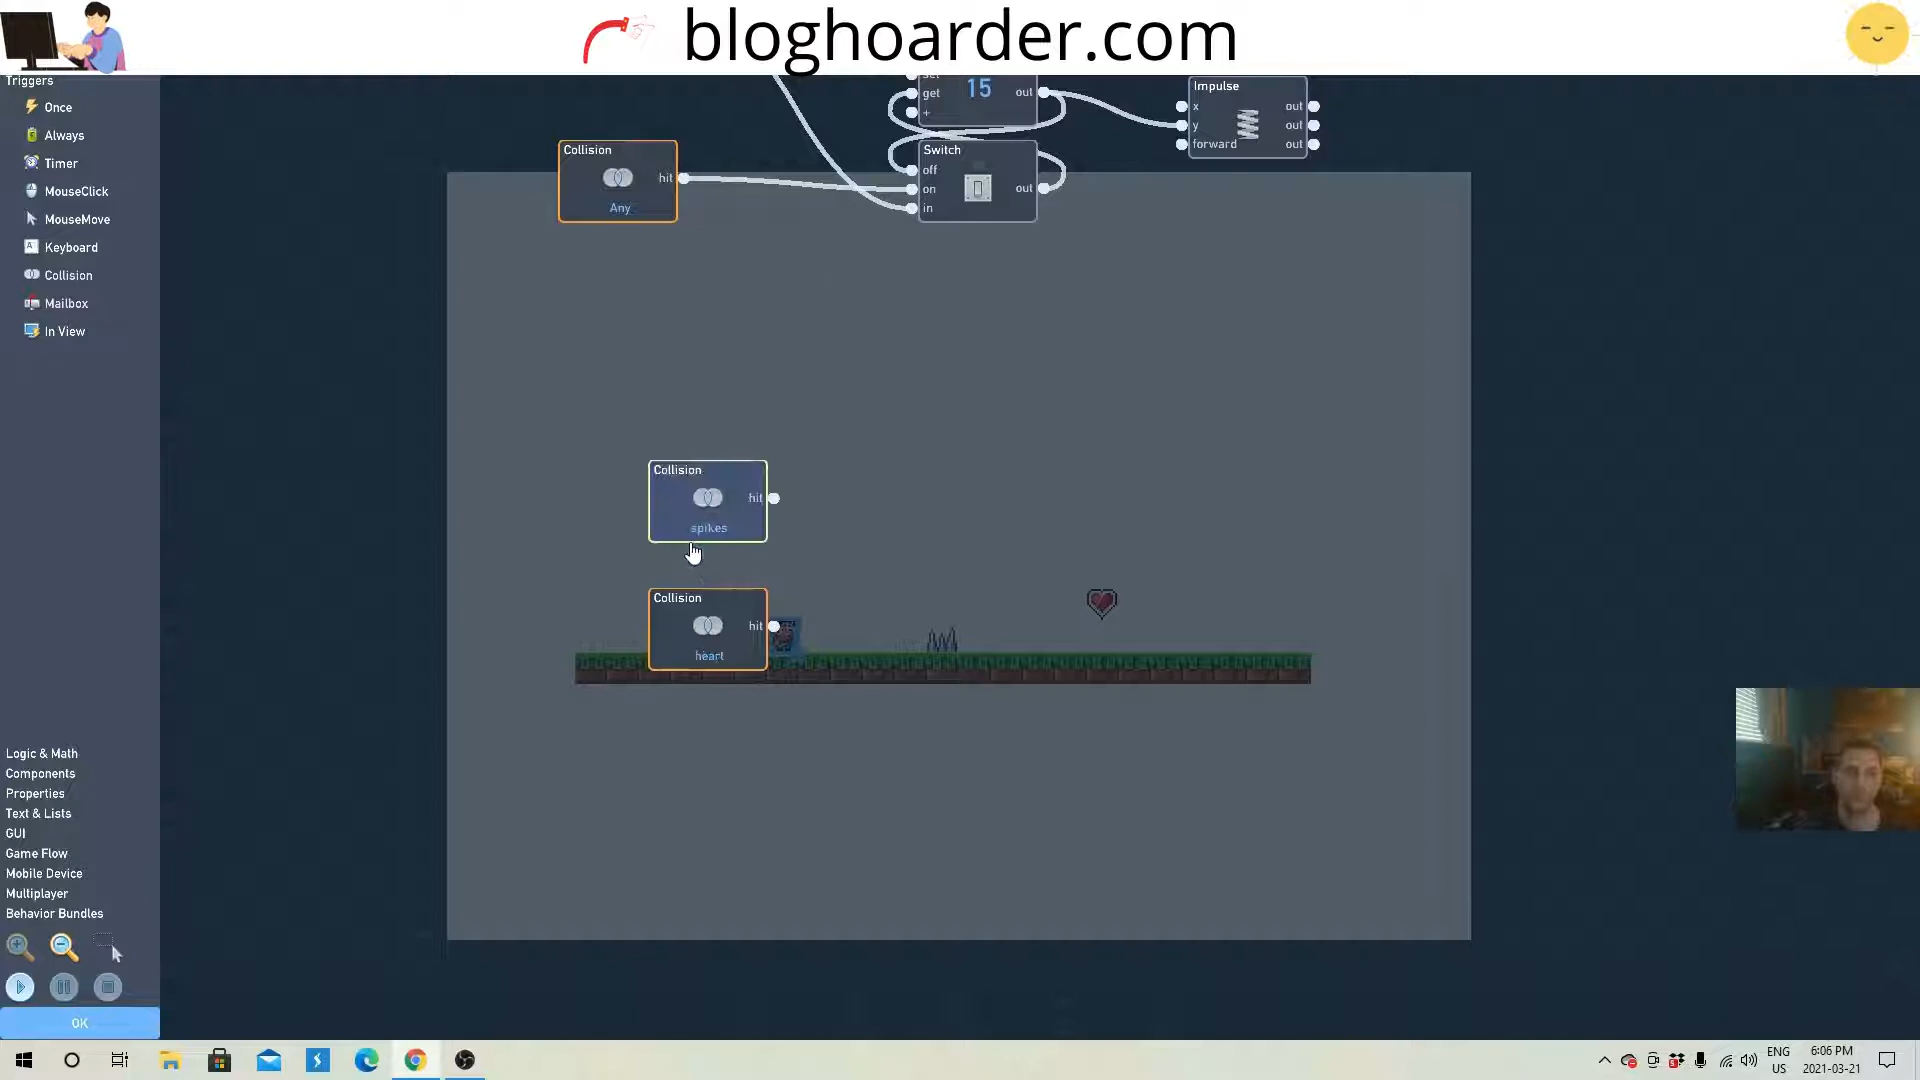 bloghoarder.com
Triggers
Once
Always
Timer
MouseClick
MouseMove
Keyboard
Collision
Mailbox
In View
set
get 15 out
+
Impulse
x out
y out
forward out
Collision
hit
Any
Switch
off
on out
in
Collision
hit
spikes
Collision
hit
heart
Logic & Math
Components
Properties
Text & Lists
GUI
Game Flow
Mobile Device
Multiplayer
Behavior Bundles
OK
ENG
US
6:06 PM
2021-03-21